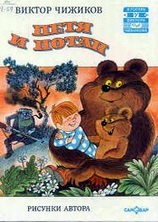 ВИКТОР ЧИЖИКОВ
ПЕТЯ
И ПОТАП
РИСУНКИ АВТОРА
САМОВАР